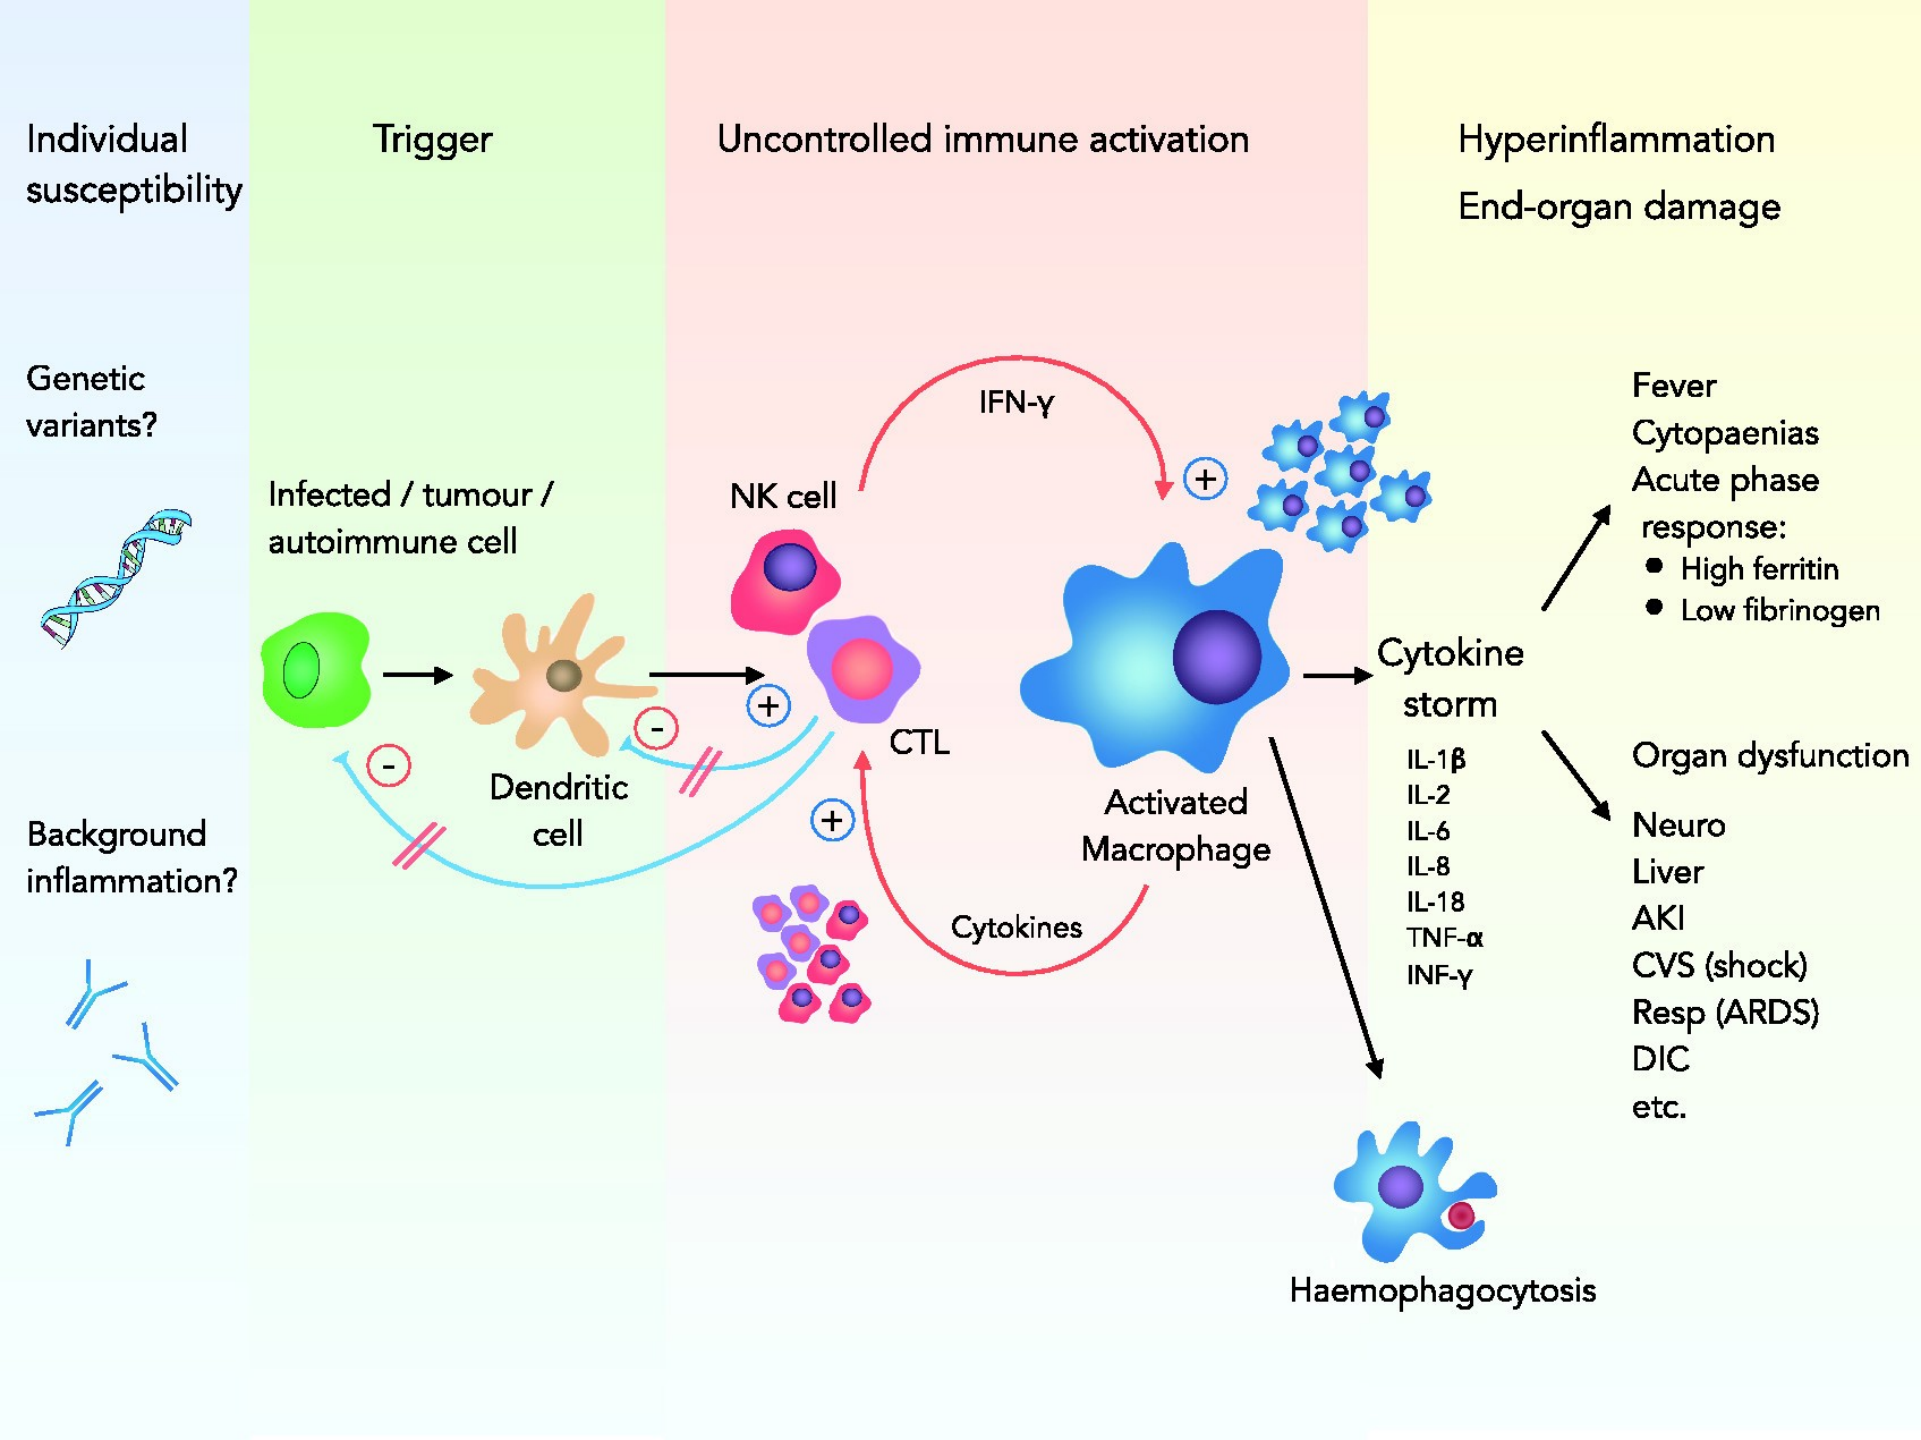 Individual
susceptibility
Trigger
Uncontrolled immune activation
Hyperinflammation
End-organ damage
Genetic
variants?
Background
inflammation?
Infected / tumour /
autoimmune cell
-
Dendritic
cell
-
+
NK cell
CTL
IFN-γ
+
+
Cytokines
Activated
Macrophage
Cytokine
storm
IL-1β
IL-2
IL-6
IL-8
IL-18
TNF-α
INF-γ
Haemophagocytosis
Fever
Cytopaenias
Acute phase
response:
● High ferritin
● Low fibrinogen
Organ dysfunction
Neuro
Liver
AKI
CVS (shock)
Resp (ARDS)
DIC
etc.